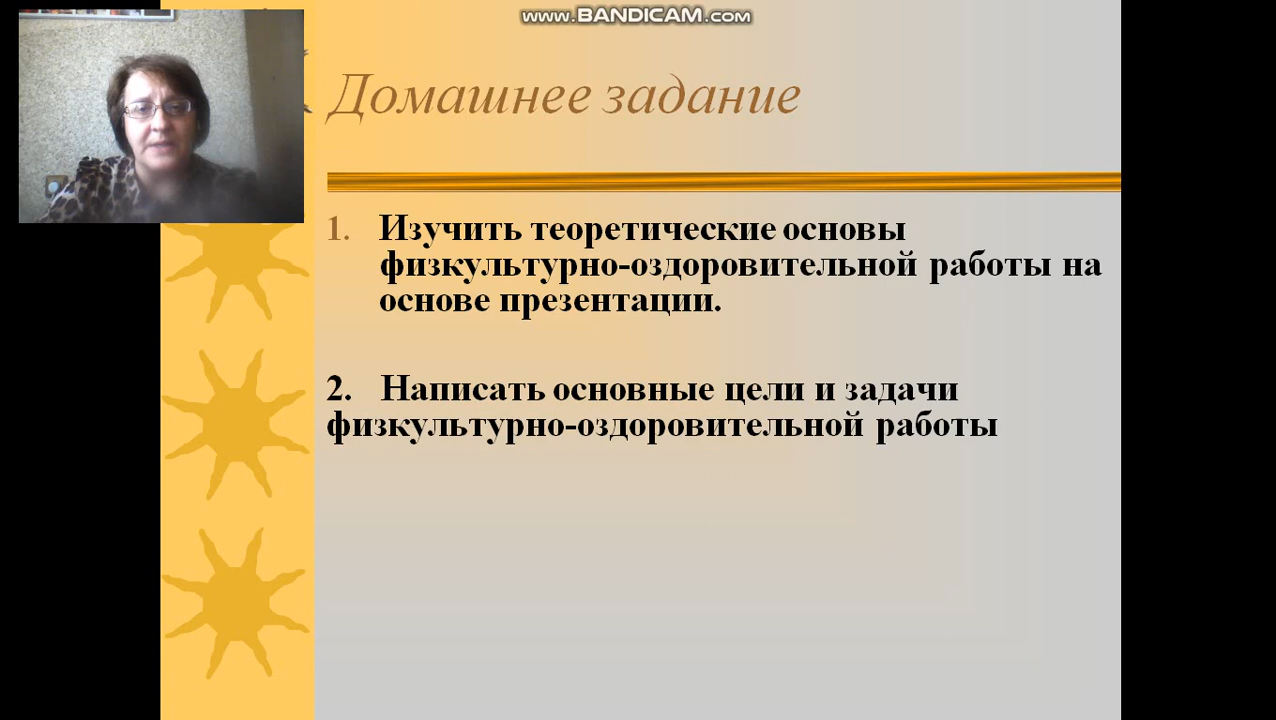 www.BANDICAM.com
Домашнее задание
1. Изучить теоретические основы
физкультурно-оздоровительной работы на
основе презентации.
2. Написать основные цели и задачи
физкультурно-оздоровительной работы